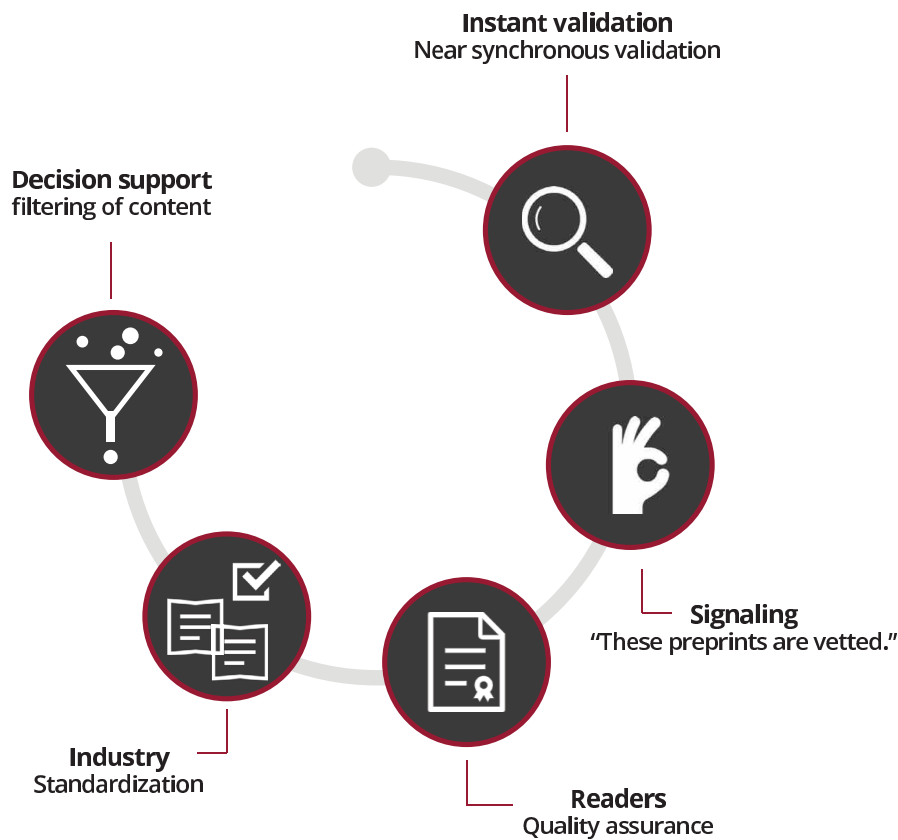 Instant validation
Near synchronous validation
Decision support
filtering of content
Signaling
“These preprints are vetted.”
Industry
Standardization
Readers
Quality assurance